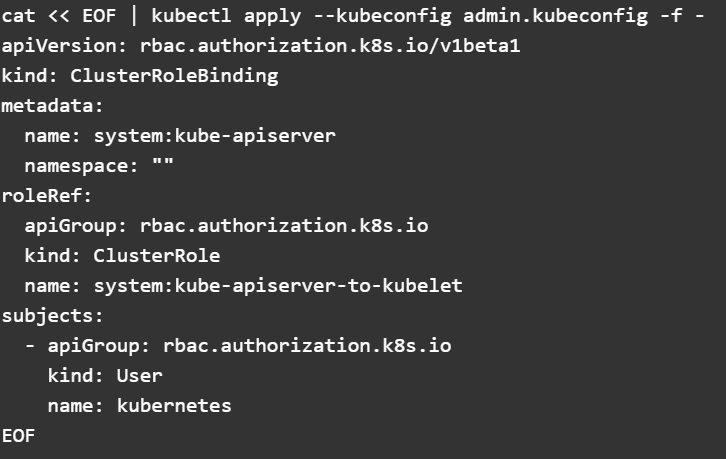 cat << EOF | kubectl apply --kubeconfig admin.kubeconfig -f -
apiVersion: rbac.authorization.k8s.io/v1beta1
kind: ClusterRoleBinding
metadata:
  name: system:kube-apiserver
  namespace: ""
roleRef:
  apiGroup: rbac.authorization.k8s.io
  kind: ClusterRole
  name: system:kube-apiserver-to-kubelet
subjects:
  - apiGroup: rbac.authorization.k8s.io
    kind: User
    name: kubernetes
EOF